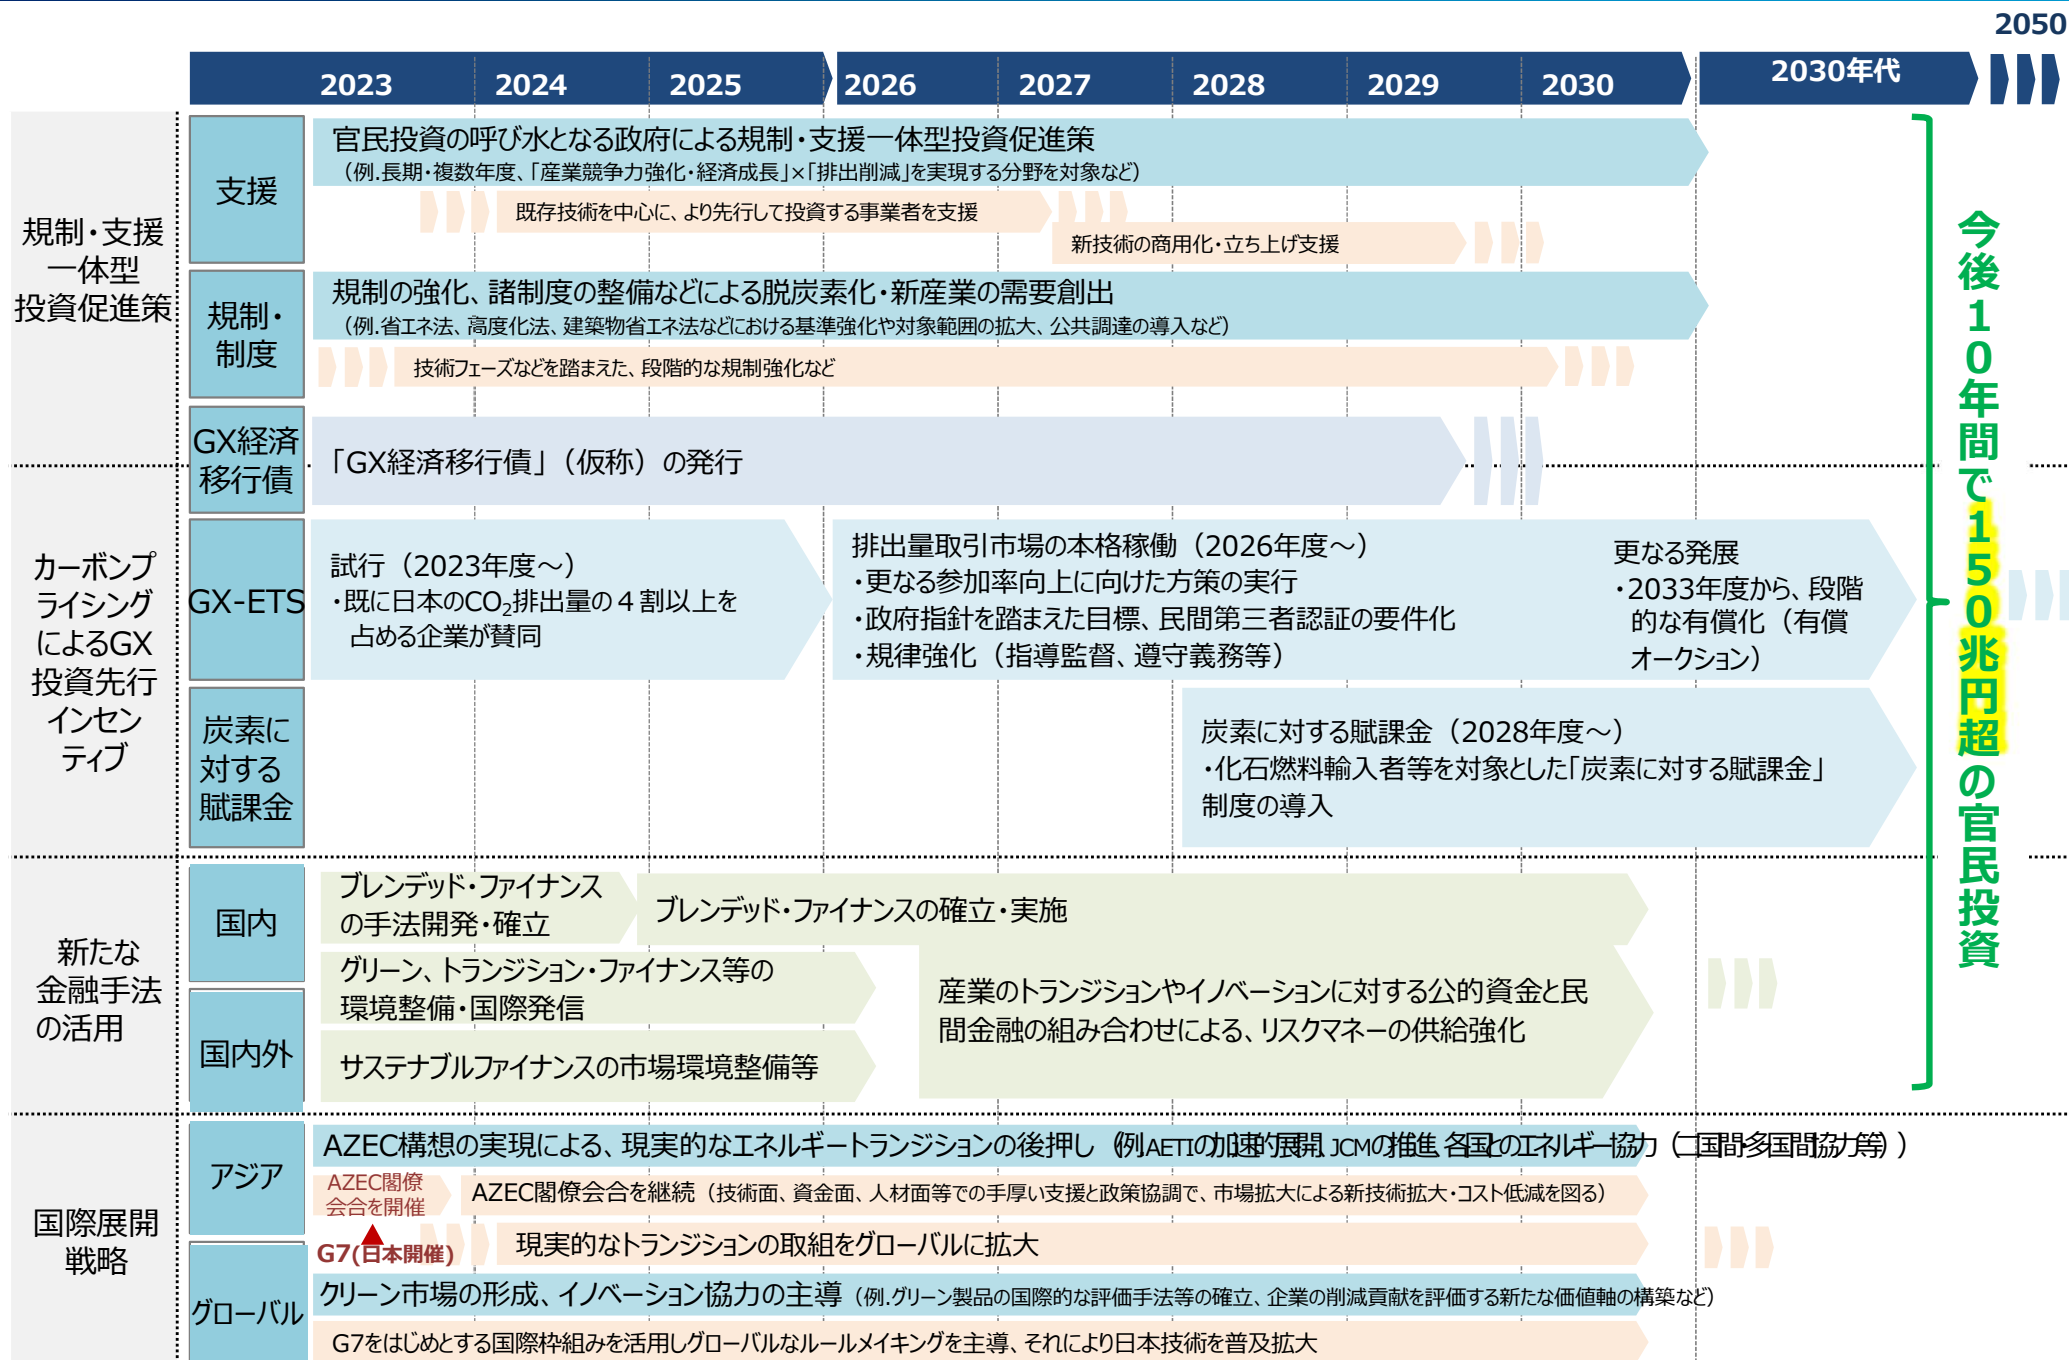 2050
2023 2024 2025 2026 2027 2028 2029 2030 2030年代
規制・支援
一体型
投資促進策
支援
官民投資の呼び水となる政府による規制・支援一体型投資促進策
（例.長期・複数年度、「産業競争力強化・経済成長」×「排出削減」を実現する分野を対象など）
既存技術を中心に、より先行して投資する事業者を支援
新技術の商用化・立ち上げ支援
規制・
制度
規制の強化、諸制度の整備などによる脱炭素化・新産業の需要創出
（例.省エネ法、高度化法、建築物省エネ法などにおける基準強化や対象範囲の拡大、公共調達の導入など）
技術フェーズなどを踏まえた、段階的な規制強化など
GX経済
移行債
「GX経済移行債」（仮称）の発行
カーボンプ
ライシング
によるGX
投資先行
インセン
ティブ
GX-ETS
試行（2023年度～）
・既に日本のCO₂排出量の４割以上を
占める企業が賛同
排出量取引市場の本格稼働（2026年度～）
・更なる参加率向上に向けた方策の実行
・政府指針を踏まえた目標、民間第三者認証の要件化
・規律強化（指導監督、遵守義務等）
更なる発展
・2033年度から、段階
的な有償化（有償
オークション）
炭素に
対する
賦課金
炭素に対する賦課金（2028年度～）
・化石燃料輸入者等を対象とした「炭素に対する賦課金」
制度の導入
今後１０年間で１５０兆円超の官民投資
新たな
金融手法
の活用
国内
ブレンデッド・ファイナンス
の手法開発・確立
ブレンデッド・ファイナンスの確立・実施
グリーン、トランジション・ファイナンス等の
環境整備・国際発信
国内外
サステナブルファイナンスの市場環境整備等
産業のトランジションやイノベーションに対する公的資金と民
間金融の組み合わせによる、リスクマネーの供給強化
国際展開
戦略
アジア
AZEC構想の実現による、現実的なエネルギートランジションの後押し（例.AETIの加速的展開、JCMの推進、各国とのエネルギー協力（二国間・多国間協力等））
AZEC閣僚
会合を開催
AZEC閣僚会合を継続（技術面、資金面、人材面等での手厚い支援と政策協調で、市場拡大による新技術拡大・コスト低減を図る）
G7(日本開催)
現実的なトランジションの取組をグローバルに拡大
グローバル
クリーン市場の形成、イノベーション協力の主導（例.グリーン製品の国際的な評価手法等の確立、企業の削減貢献を評価する新たな価値軸の構築など）
G7をはじめとする国際枠組みを活用しグローバルなルールメイキングを主導、それにより日本技術を普及拡大